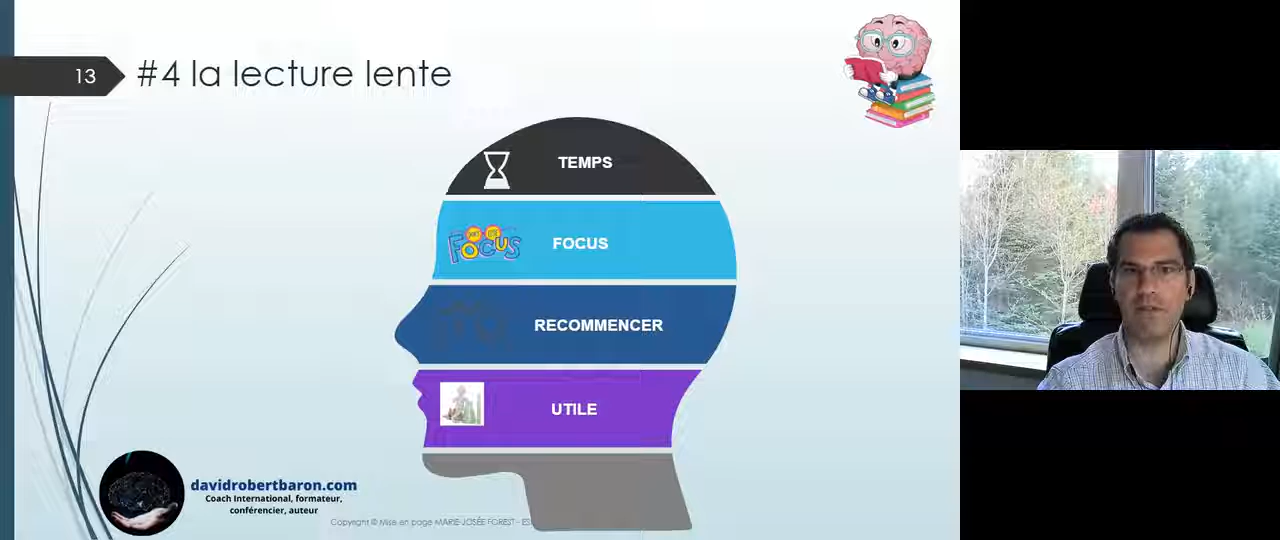 13
#4 la lecture lente
TEMPS
FOCUS
FOCUS
RECOMMENCER
UTILE
davidrobertbaron.com
Coach International, formateur,
conférencier, auteur
Copyright © Mise en page MARIE-JOSÉE FOREST - ES